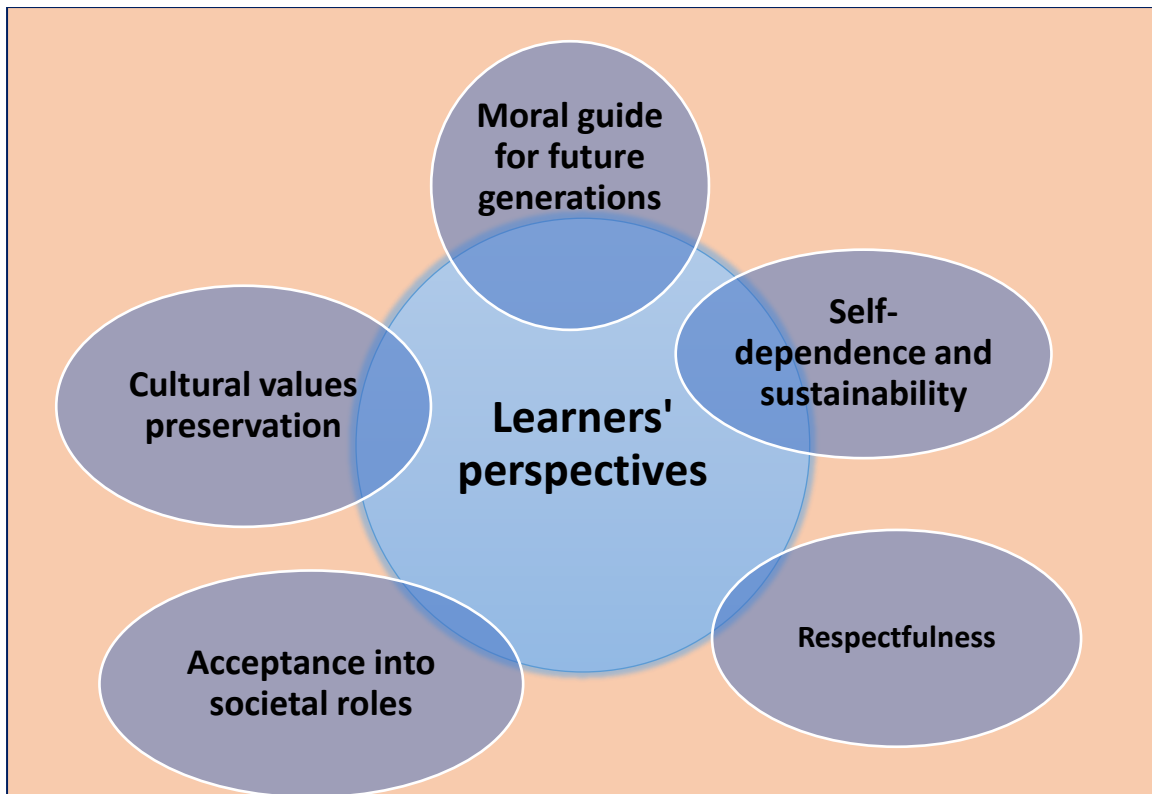 Moral guide
for future
generations
Self-
dependence and
sustainability
Cultural values
preservation
Learners'
perspectives
Respectfulness
Acceptance into
societal roles